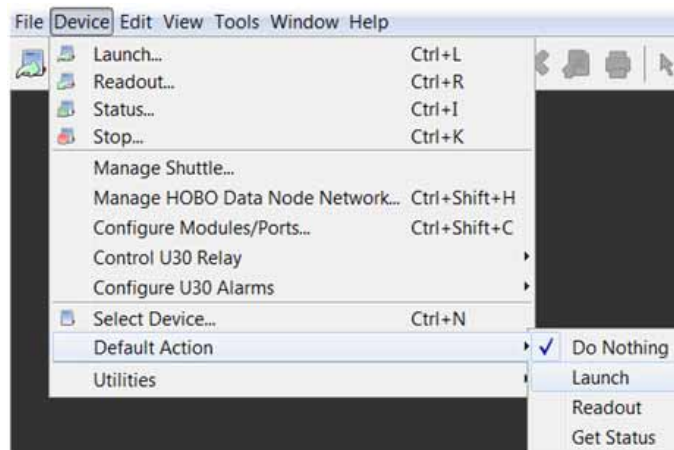 File Device Edit View Tools Window Help
Launch... Ctrl+L
Readout... Ctrl+R
Status... Ctrl+I
Stop... Ctrl+K
Manage Shuttle...
Manage HOBO Data Node Network... Ctrl+Shift+H
Configure Modules/Ports... Ctrl+Shift+C
Control U30 Relay
Configure U30 Alarms
Select Device... Ctrl+N
Default Action
Utilities
Do Nothing
Launch
Readout
Get Status